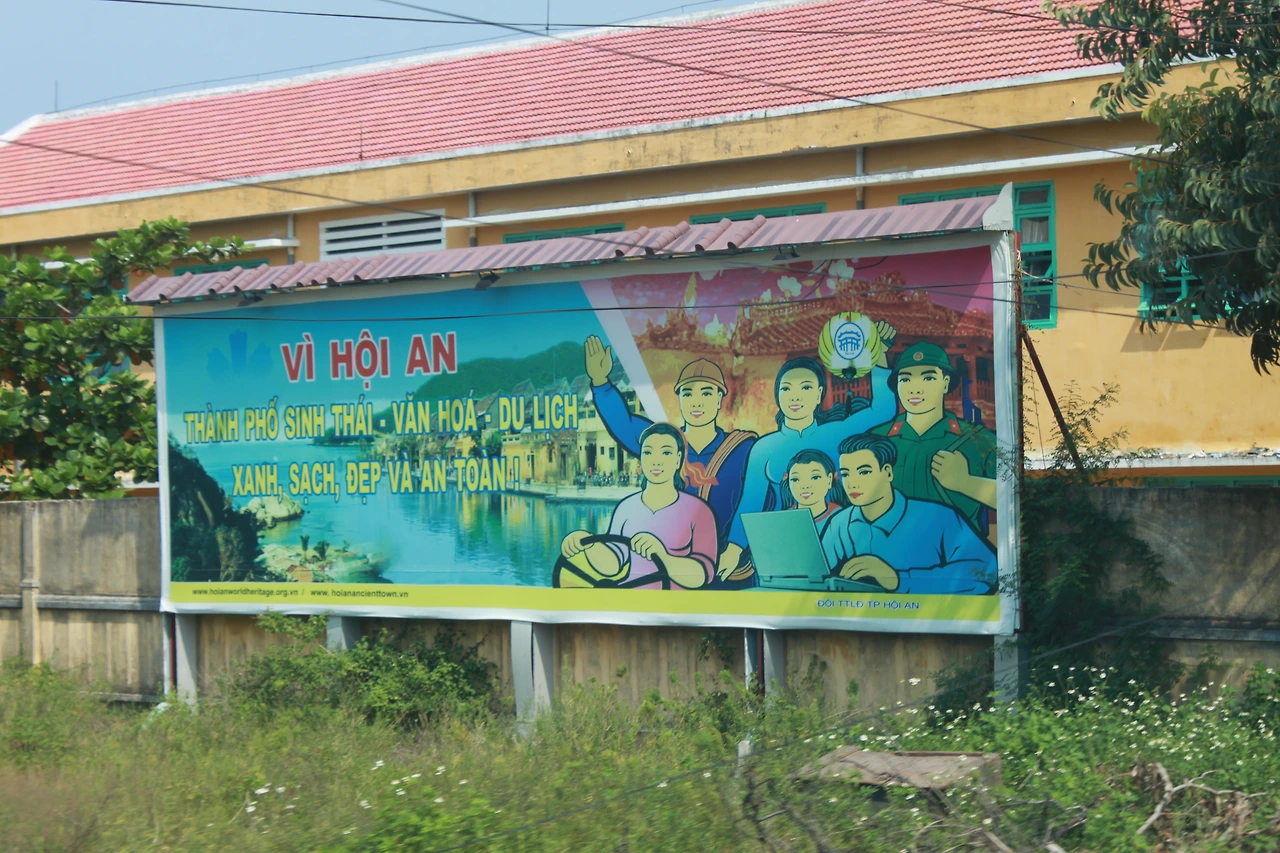 VÌ HỘI AN
THÀNH PHỐ SINH THÁI - VĂN HOÁ - DU LỊCH
XANH, SẠCH, ĐẸP VÀ AN TOÀN !
www.hoianworldheritage.org.vn / www.hoianancienttown.vn
ĐỘI TTLĐ TP HỘI AN